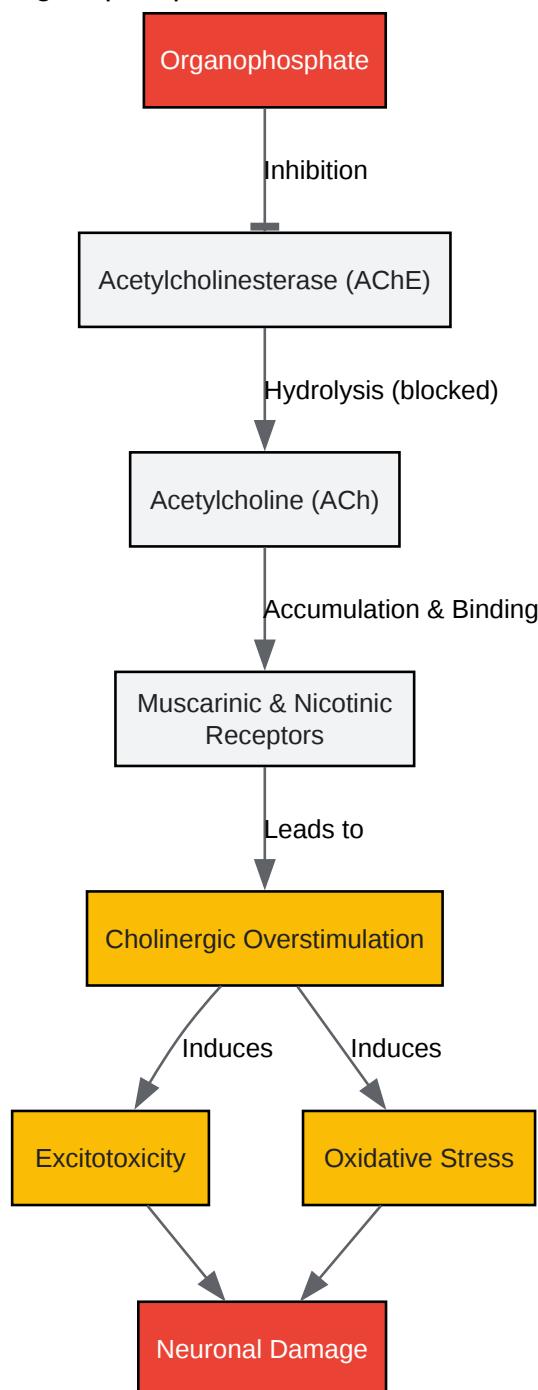 Organophosphate
Inhibition
Acetylcholinesterase (AChE)
Hydrolysis (blocked)
Acetylcholine (ACh)
Accumulation & Binding
Muscarinic & Nicotinic
Receptors
Leads to
Cholinergic Overstimulation
Induces
Induces
Excitotoxicity
Oxidative Stress
Neuronal Damage